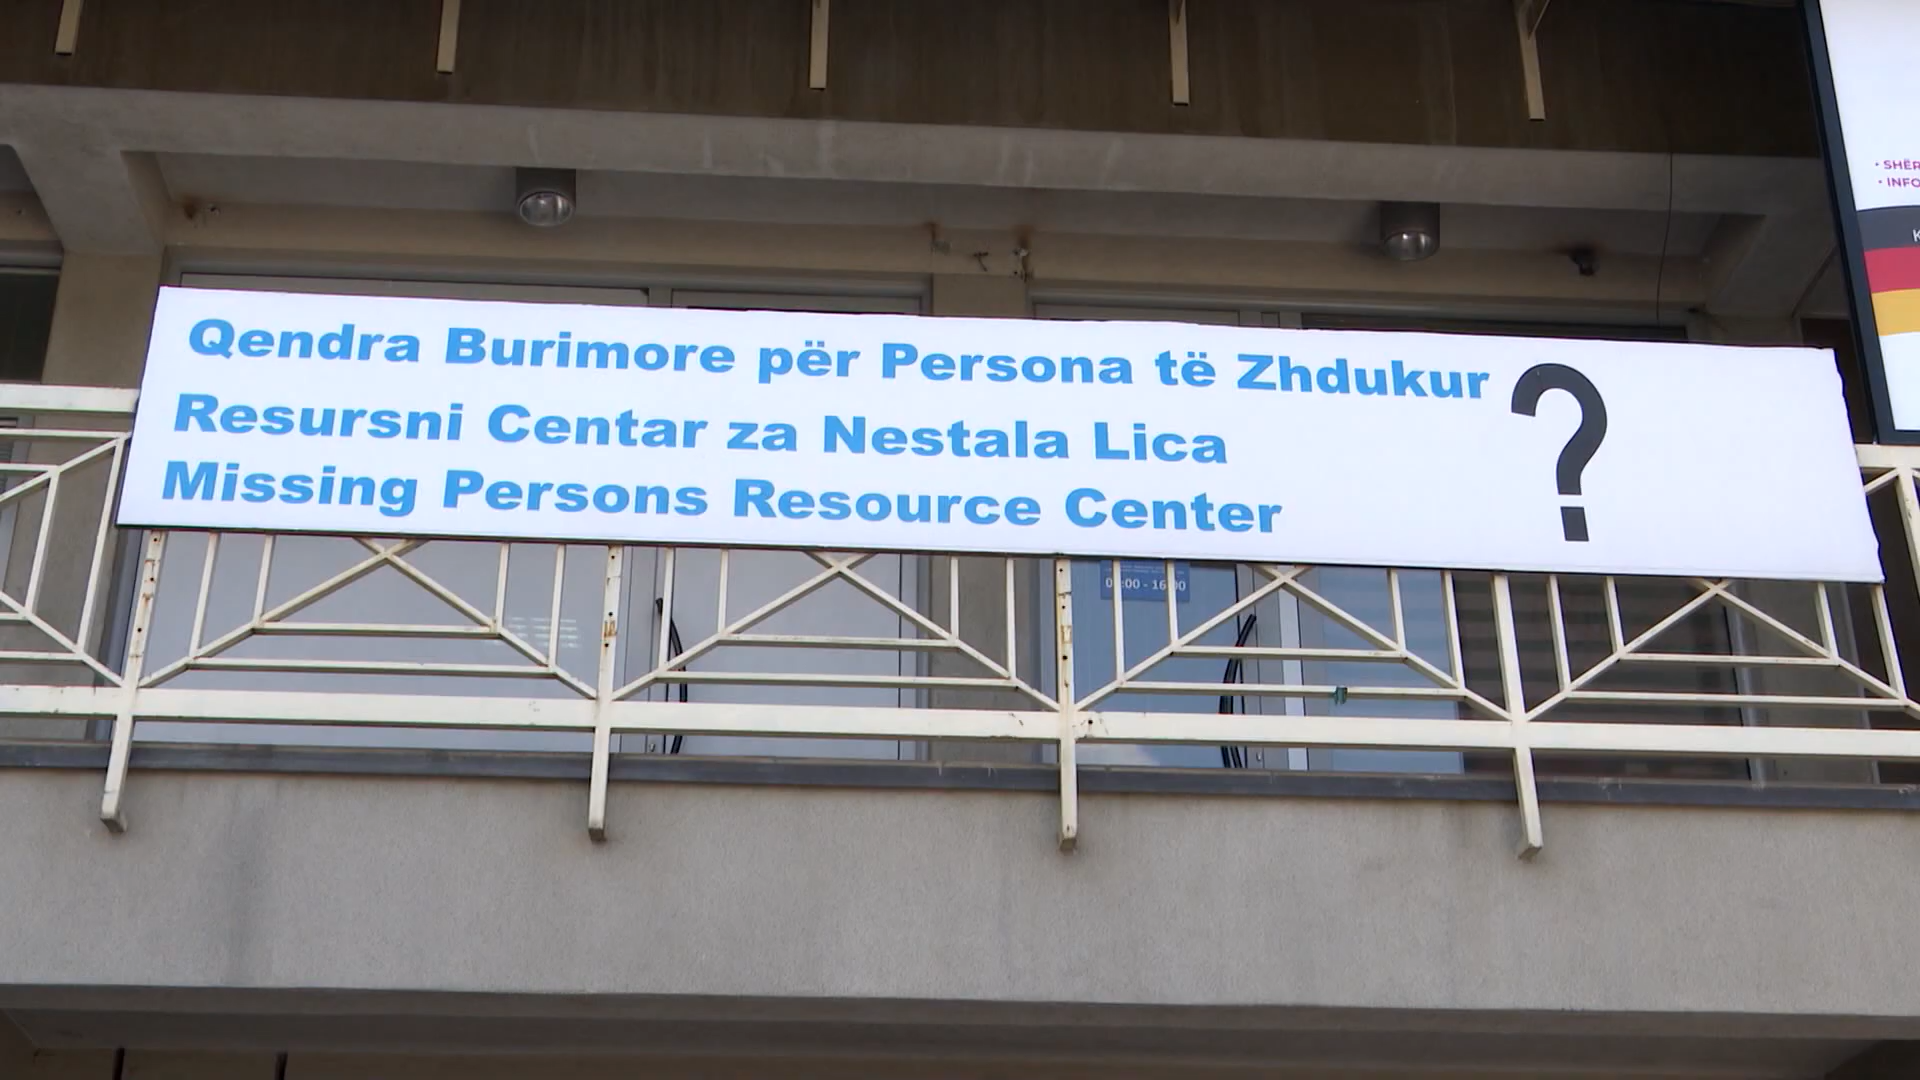 Qendra Burimore për Persona të Zhdukur
Resursni Centar za Nestala Lica
Missing Persons Resource Center
?